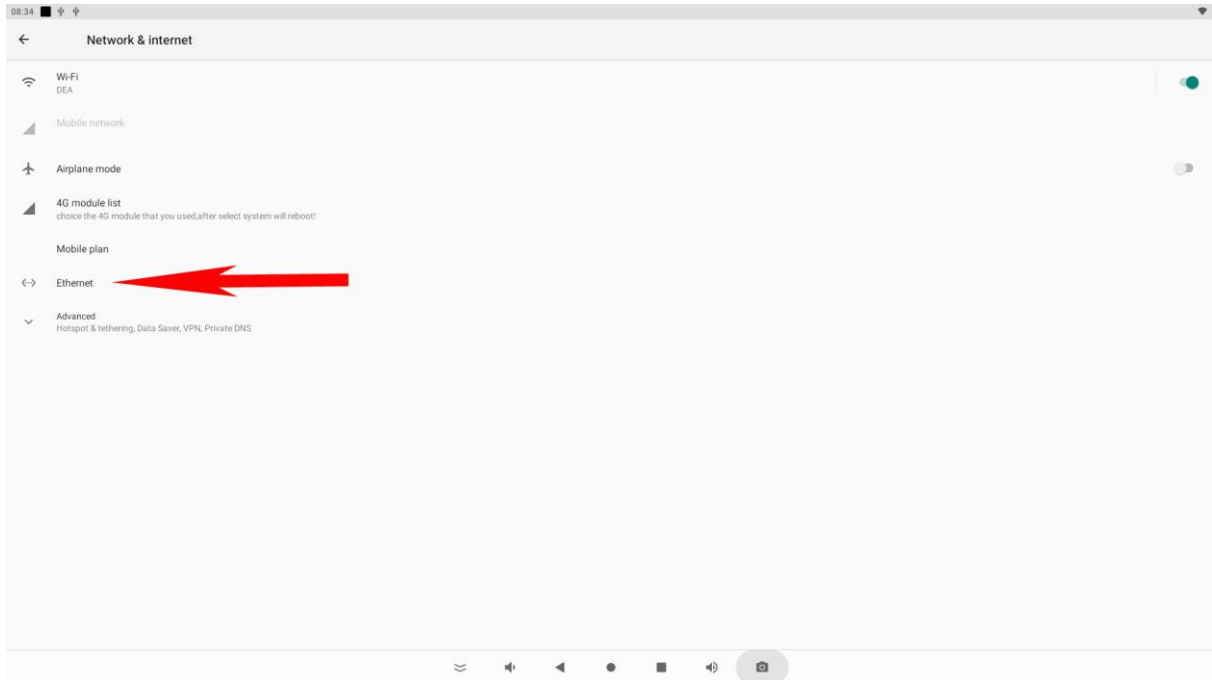 08:34
Network & internet
Wi-Fi
DEA
Mobile network
Airplane mode
4G module list
choice the 4G module that you used,after select system will reboot!
Mobile plan
Ethernet
Advanced
Hotspot & tethering, Data Saver, VPN, Private DNS